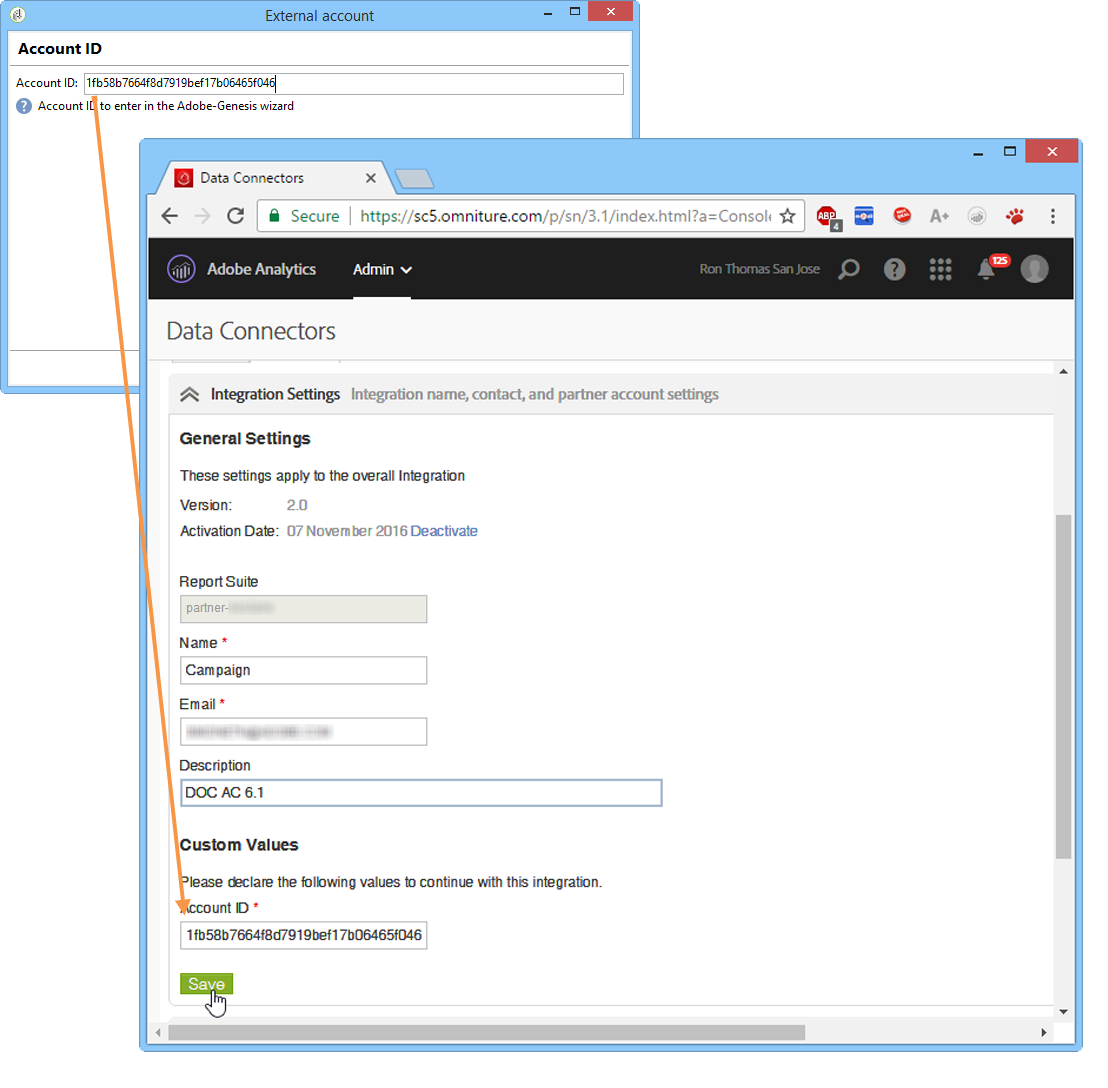 External account
Account ID
Account ID: 1fb58b7664f8d7919bef17b06465f046
Account ID to enter in the Adobe-Genesis wizard
Data Connectors
Secure https://sc5.omniture.com/p/sn/3.1/index.html?a=Console
ABP 4 A+
Adobe Analytics Admin Ron Thomas San Jose 125
Data Connectors
Integration Settings Integration name, contact, and partner account settings
General Settings
These settings apply to the overall Integration
Version: 2.0
Activation Date: 07 November 2016 Deactivate
Report Suite
partner-
Name *
Campaign
Email *
Description
DOC AC 6.1
Custom Values
Please declare the following values to continue with this integration.
Account ID *
1fb58b7664f8d7919bef17b06465f046
Save